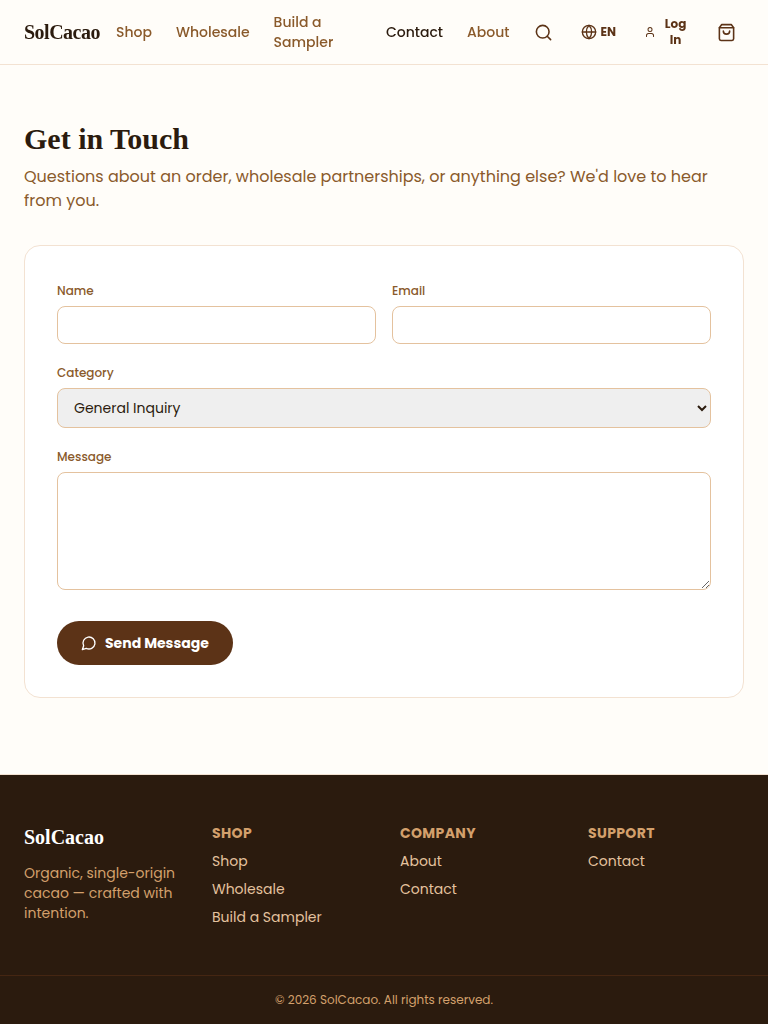 SolCacao
Shop
Wholesale
Build a
Sampler
Contact
About
EN
Log
In
Get in Touch
Questions about an order, wholesale partnerships, or anything else? We'd love to hear
from you.
Name
Email
Category
General Inquiry
Message
Send Message
SolCacao
Organic, single-origin
cacao — crafted with
intention.
SHOP
Shop
Wholesale
Build a Sampler
COMPANY
About
Contact
SUPPORT
Contact
© 2026 SolCacao. All rights reserved.